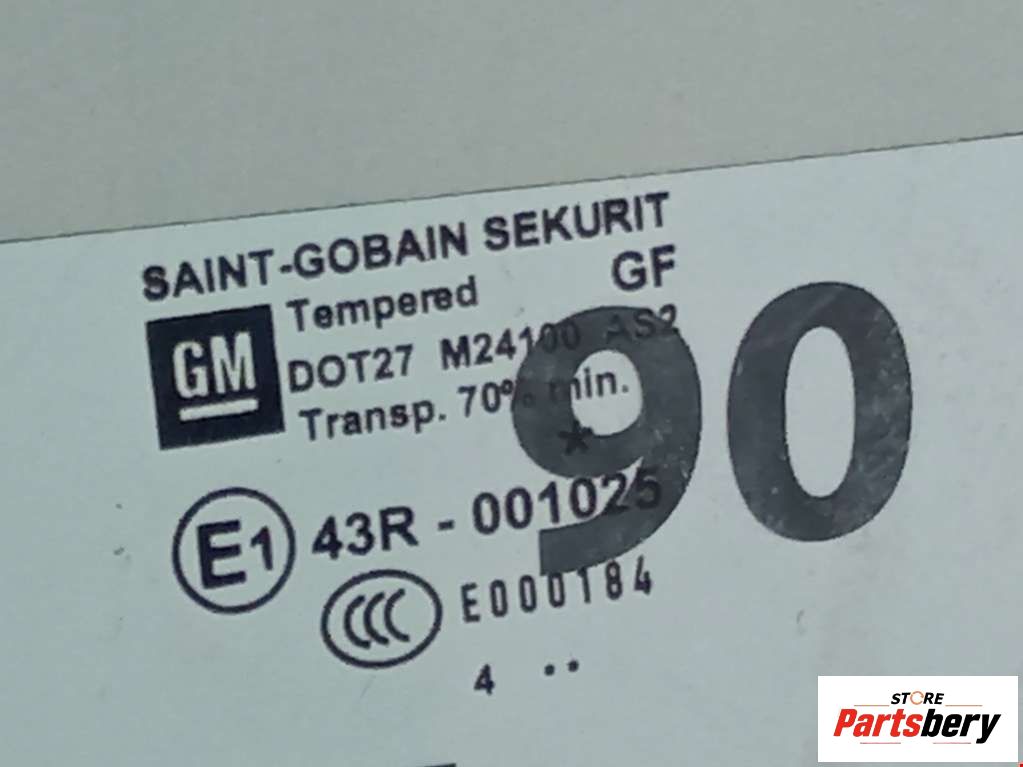 SAINT-GOBAIN SEKURIT
GM
Tempered GF
DOT27 M24100 AS2
Transp. 70% min.
*
90
E1 43R - 001025
CCC E000184
4 ··
STORE
Partsbery